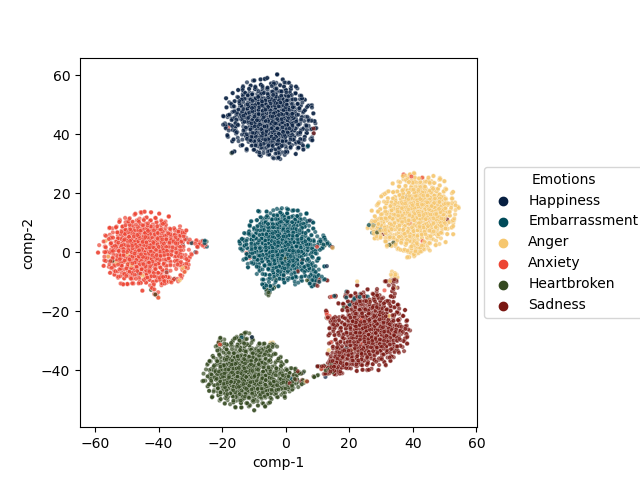 60
40
20
0
−20
−40
−60
−40
−20
0
20
40
60
comp-1
comp-2
Emotions
Happiness
Embarrassment
Anger
Anxiety
Heartbroken
Sadness